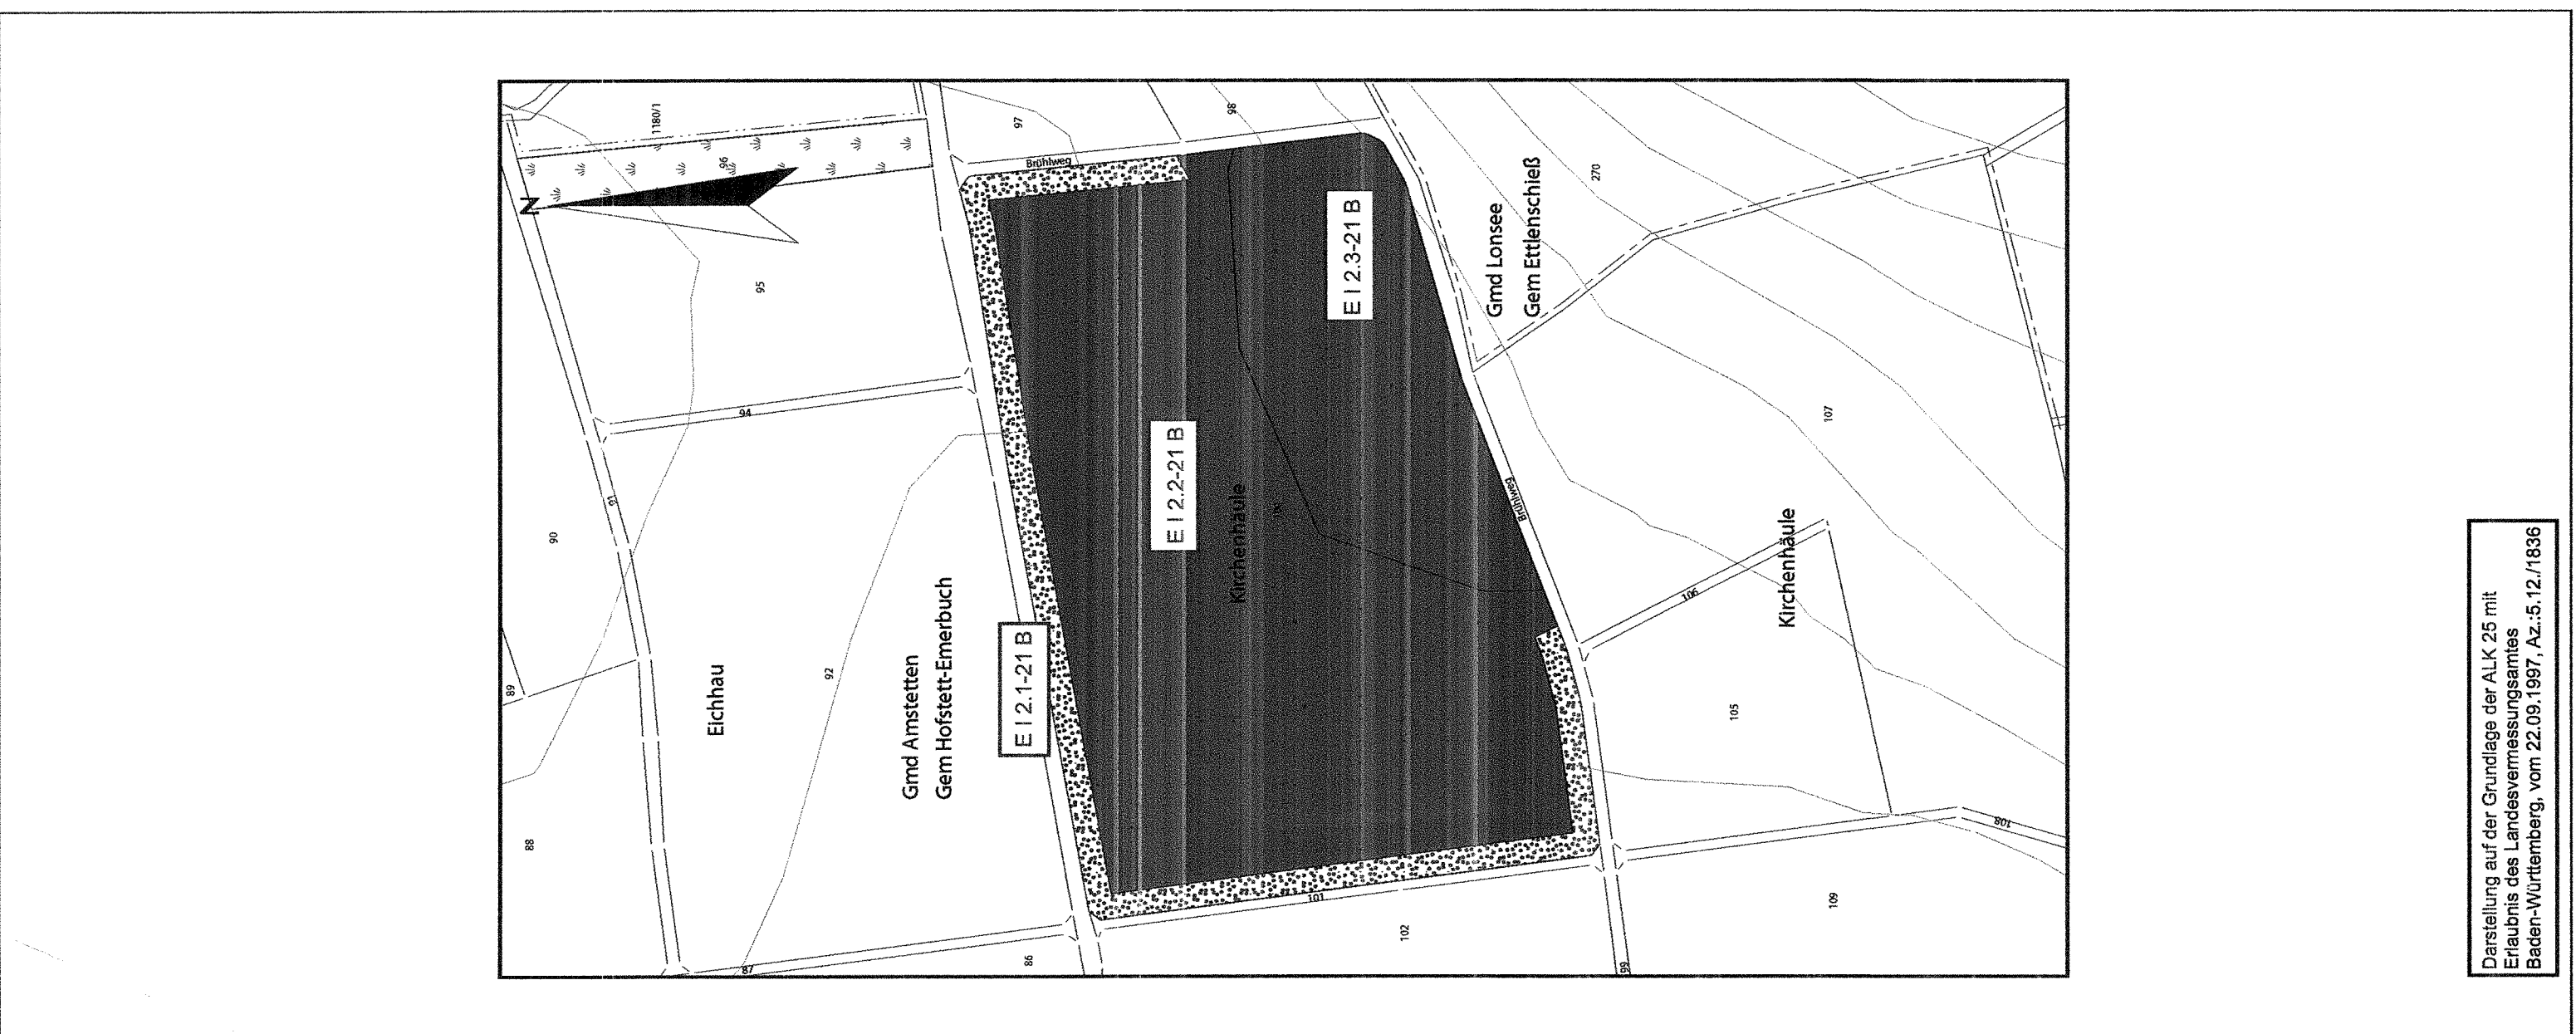 N
1180/1
96
97
98
Brühlweg
95
94
91
90
89
88
Eichhau
92
Gmd Amstetten
Gem Hofstett-Emerbuch
E I 2.1-21 B
E I 2.2-21 B
E I 2.3-21 B
Kirchenhäule
Gmd Lonsee
Gem Ettlenschieß
270
107
Brühlweg
106
Kirchenhäule
105
108
109
99
102
101
86
87
Darstellung auf der Grundlage der ALK 25 mit
Erlaubnis des Landesvermessungsamtes
Baden-Württemberg, vom 22.09.1997, Az.:5.12./1836